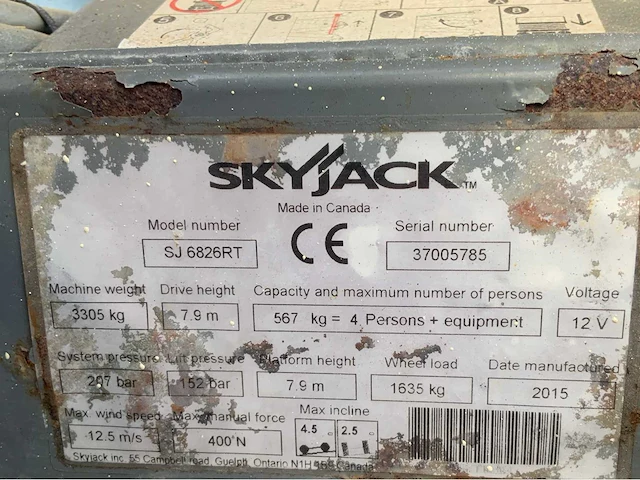 SKYJACK™
Made in Canada
Model number
SJ 6826RT
CE
Serial number
37005785
Machine weight Drive height Capacity and maximum number of persons Voltage
3305 kg 7.9 m 567 kg = 4 Persons + equipment 12 V
System pressure Lift pressure Platform height Wheel load Date manufactured
207 bar 152 bar 7.9 m 1635 kg 2015
Max. wind speed Max. manual force Max incline
12.5 m/s 400 N 4.5 ° 2.5 °
Skyjack inc. 55 Campbell road, Guelph, Ontario N1H Canada